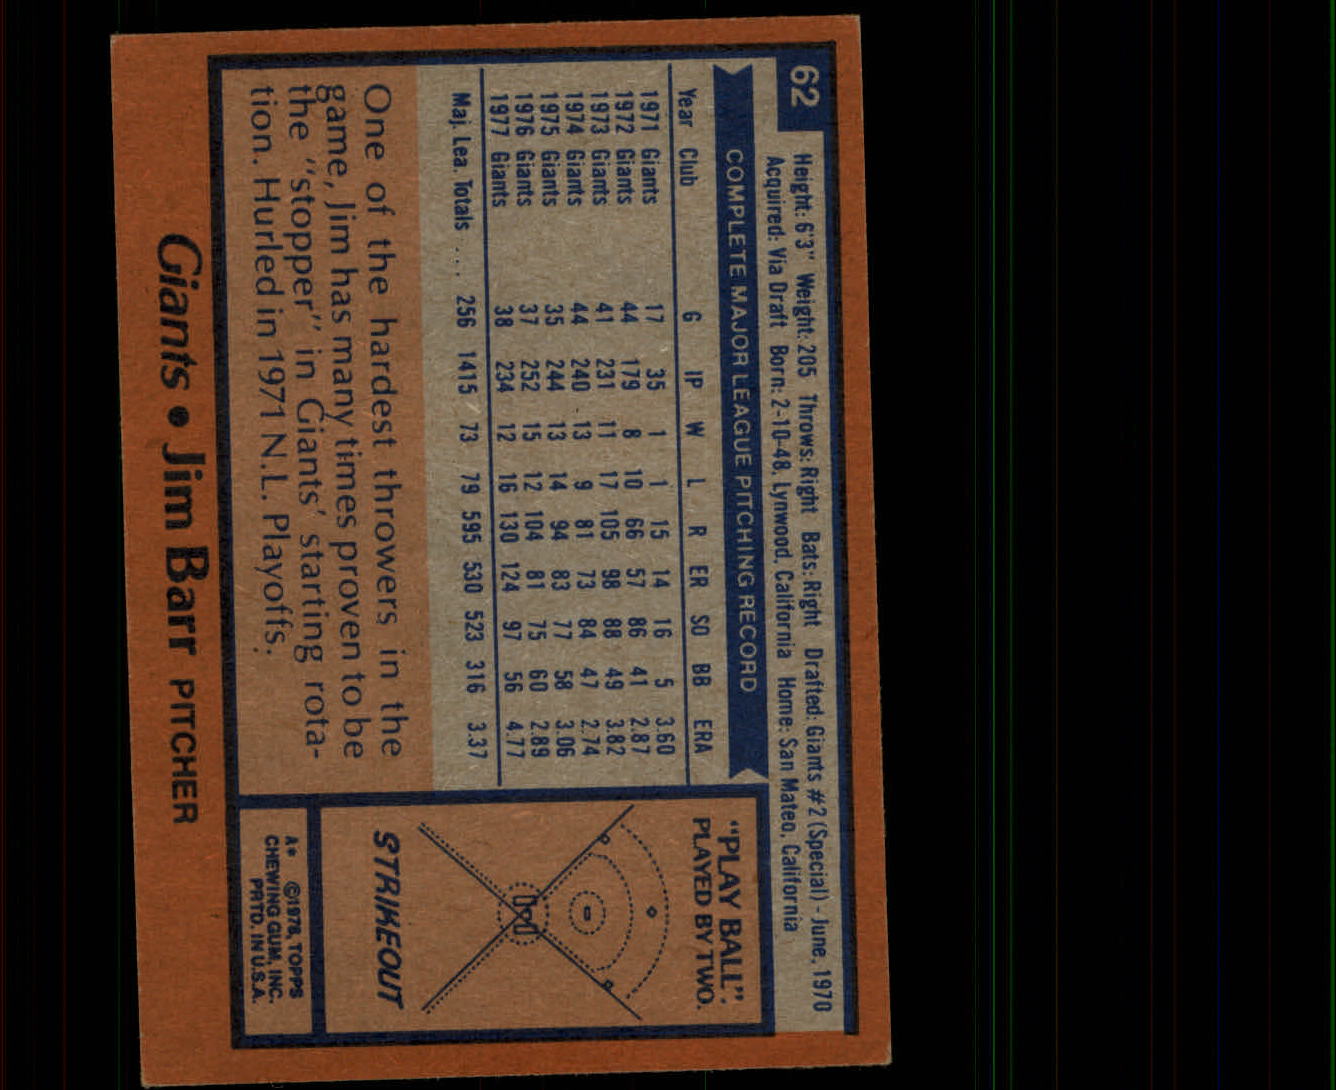 62
Height: 6'3" Weight: 205 Throws: Right Bats: Right Drafted: Giants #2 (Special) - June, 1970
Acquired: Via Draft Born: 2-10-48, Lynwood, California Home: San Mateo, California
COMPLETE MAJOR LEAGUE PITCHING RECORD
Year Club G IP W L R ER SO BB ERA
1971 Giants 17 35 1 1 15 14 16 5 3.60
1972 Giants 44 179 8 10 66 57 86 41 2.87
1973 Giants 41 231 11 17 105 98 88 49 3.82
1974 Giants 44 240 13 9 81 73 84 47 2.74
1975 Giants 35 244 13 14 94 83 77 58 3.06
1976 Giants 37 252 15 12 104 81 75 60 2.89
1977 Giants 38 234 12 16 130 124 97 56 4.77
Maj. Lea. Totals .... 256 1415 73 79 595 530 523 316 3.37
One of the hardest throwers in the
game, Jim has many times proven to be
the "stopper" in Giants' starting rota-
tion. Hurled in 1971 N.L. Playoffs.
"PLAY BALL".
PLAYED BY TWO.
STRIKEOUT
A* ©1978, TOPPS
CHEWING GUM, INC.
PRTD. IN U.S.A.
Giants • Jim Barr PITCHER